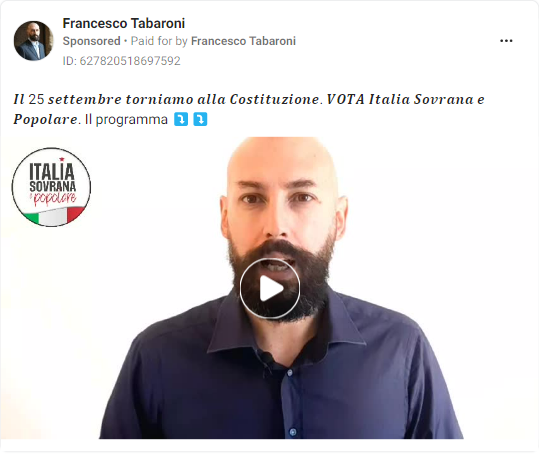 Francesco Tabaroni
Sponsored • Paid for by Francesco Tabaroni
ID: 627820518697592
Il 25 settembre torniamo alla Costituzione. VOTA Italia Sovrana e
Popolare. Il programma ⤵️ ⤵️
ITALIA
SOVRANA
e popolare